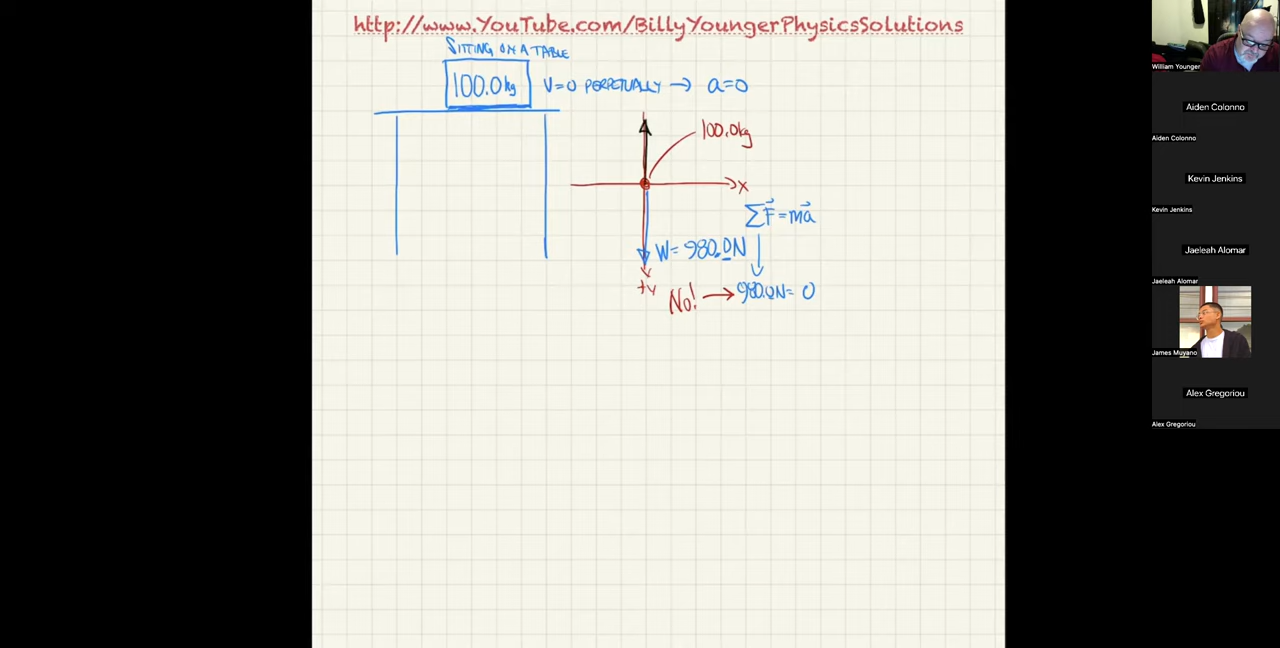 http://www.YouTube.com/BillyYoungerPhysicsSolutions
SITTING ON A TABLE
100.0kg
V=0 PERPETUALLY → a=0
100.0kg
X
ΣF⃗ = ma⃗
W = 980.0N
+y
No! → 980.0N = 0
William Younger
Aiden Colonno
Aiden Colonno
Kevin Jenkins
Kevin Jenkins
Jaeleah Alomar
Jaeleah Alomar
James Muyano
Alex Gregoriou
Alex Gregoriou